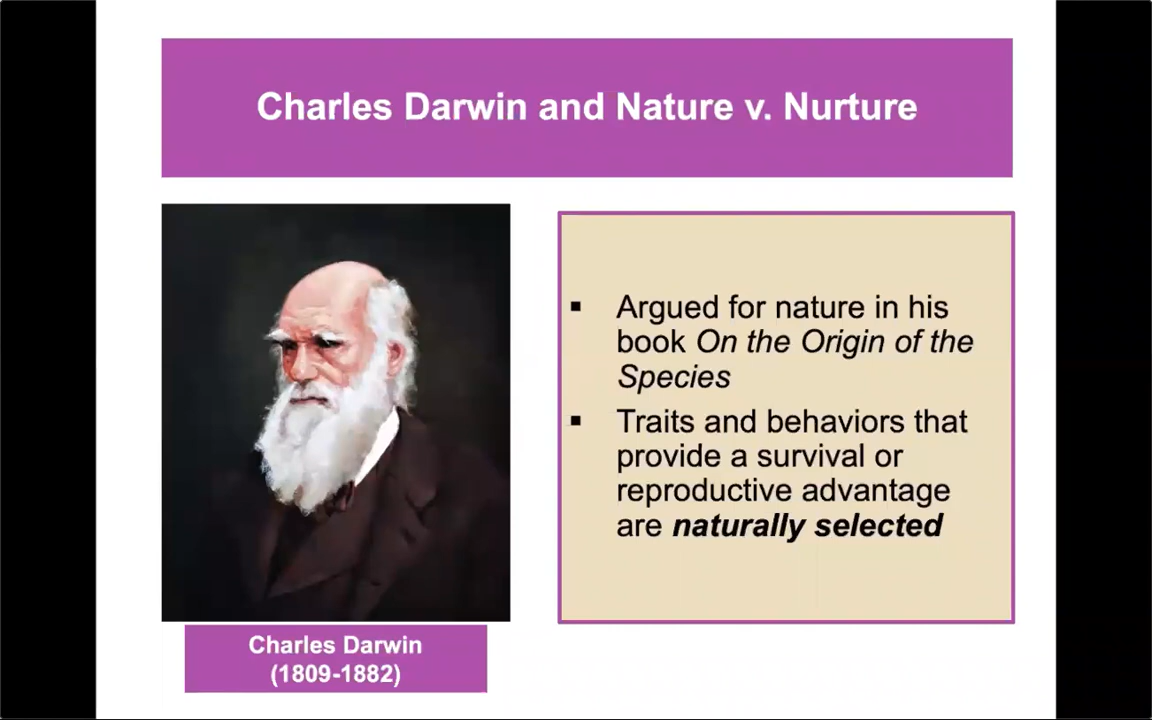 Charles Darwin and Nature v. Nurture
▪ Argued for nature in his
book On the Origin of the
Species
▪ Traits and behaviors that
provide a survival or
reproductive advantage
are naturally selected
Charles Darwin
(1809-1882)